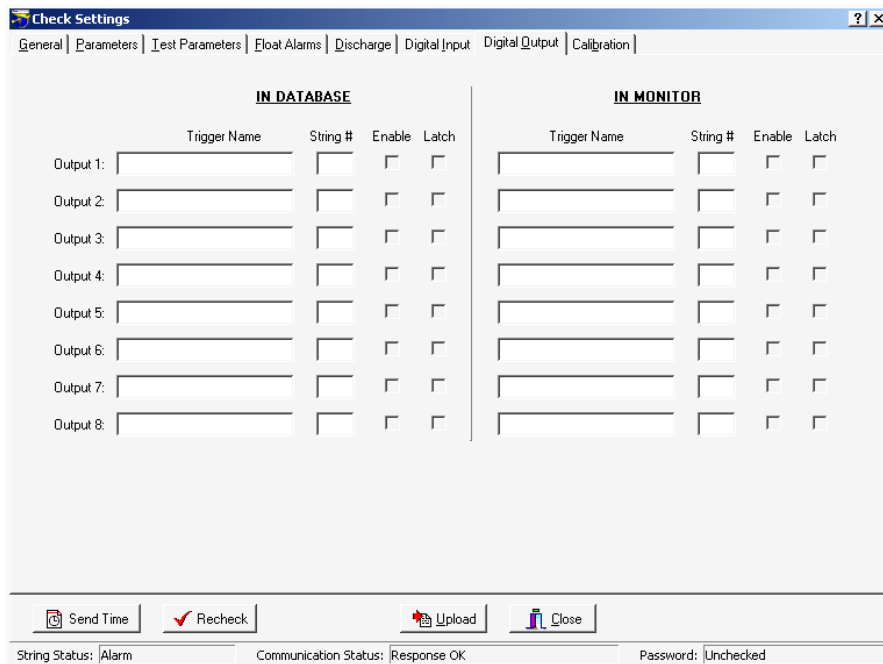 Check Settings
General Parameters Test Parameters Float Alarms Discharge Digital Input Digital Output Calibration
IN DATABASE IN MONITOR
Trigger Name String # Enable Latch Trigger Name String # Enable Latch
Output 1:
Output 2:
Output 3:
Output 4:
Output 5:
Output 6:
Output 7:
Output 8:
Send Time Recheck Upload Close
String Status: Alarm Communication Status: Response OK Password: Unchecked